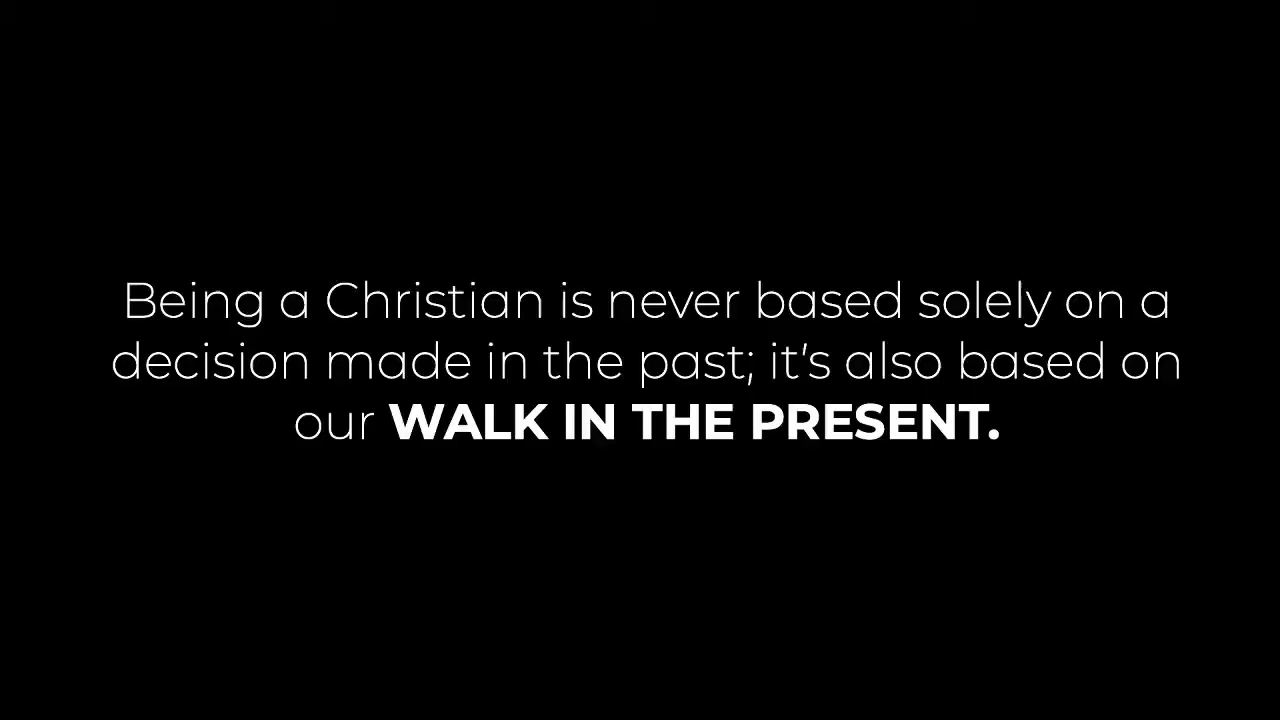 Being a Christian is never based solely on a
decision made in the past; it's also based on
our WALK IN THE PRESENT.